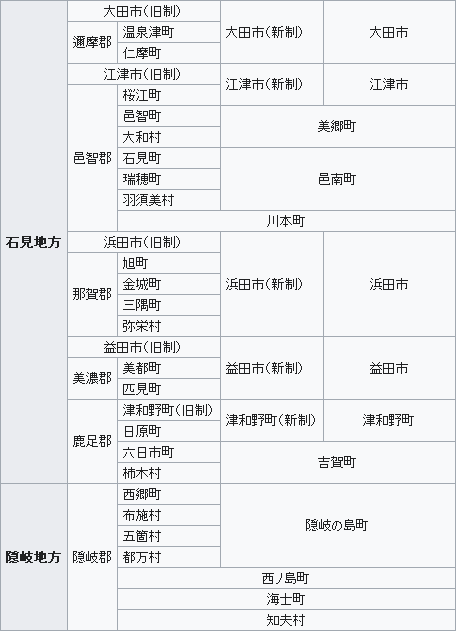 石見地方
大田市(旧制)
大田市(新制)
大田市
邇摩郡
温泉津町
仁摩町
江津市(旧制)
江津市(新制)
江津市
邑智郡
桜江町
邑智町
大和村
美郷町
石見町
瑞穂町
羽須美村
邑南町
川本町
浜田市(旧制)
浜田市(新制)
浜田市
那賀郡
旭町
金城町
三隅町
弥栄村
益田市(旧制)
益田市(新制)
益田市
美濃郡
美都町
匹見町
鹿足郡
津和野町(旧制)
日原町
津和野町(新制)
津和野町
六日市町
柿木村
吉賀町
隠岐地方
隠岐郡
西郷町
布施村
五箇村
都万村
隠岐の島町
西ノ島町
海士町
知夫村